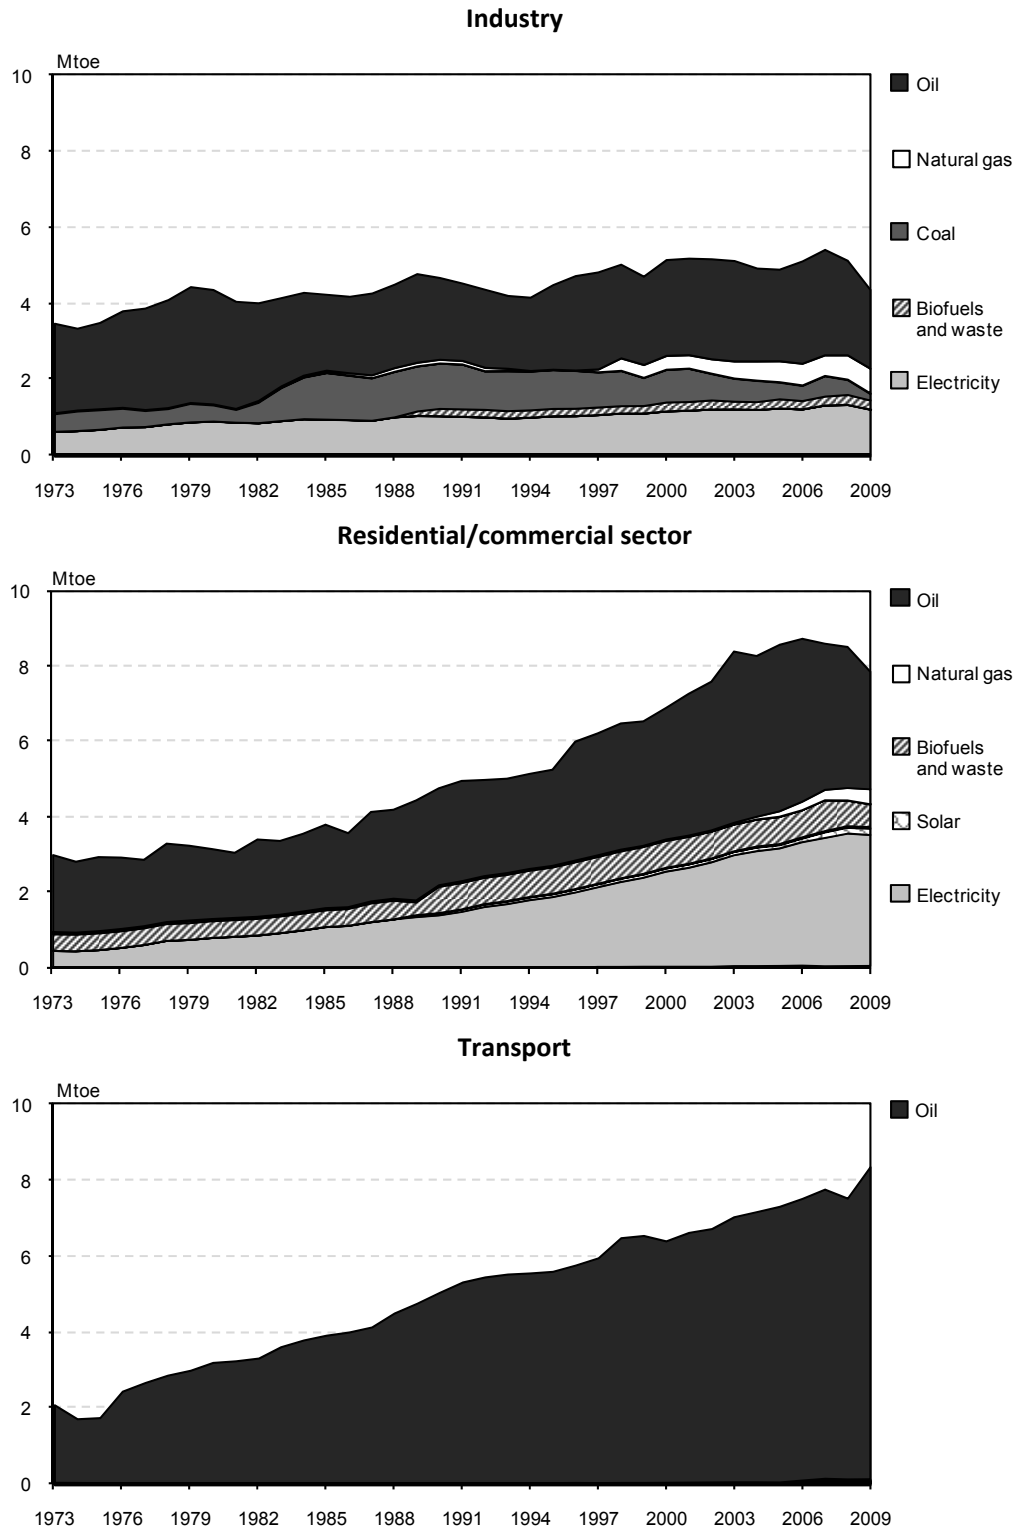 Industry
Mtoe
10
8
6
4
2
0
1973 1976 1979 1982 1985 1988 1991 1994 1997 2000 2003 2006 2009
Oil
Natural gas
Coal
Biofuels
and waste
Electricity
Residential/commercial sector
Mtoe
10
8
6
4
2
0
1973 1976 1979 1982 1985 1988 1991 1994 1997 2000 2003 2006 2009
Oil
Natural gas
Biofuels
and waste
Solar
Electricity
Transport
Mtoe
10
8
6
4
2
0
1973 1976 1979 1982 1985 1988 1991 1994 1997 2000 2003 2006 2009
Oil